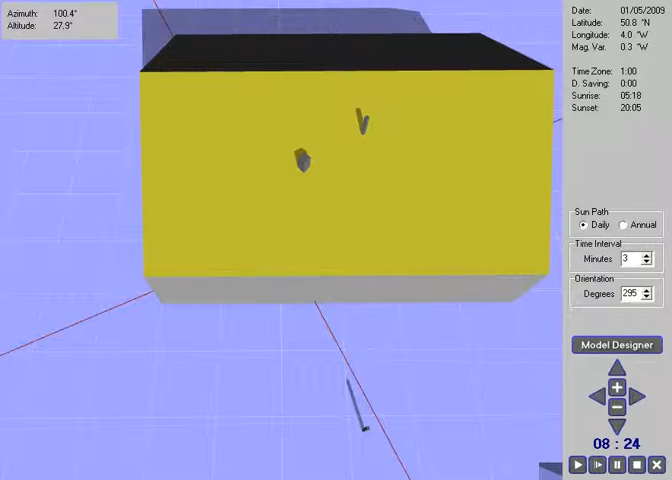 Azimuth: 100.4°
Altitude: 27.9°
Date: 01/05/2009
Latitude: 50.8 °N
Longitude: 4.0 °W
Mag. Var. 0.3 °W
Time Zone: 1:00
D. Saving: 0:00
Sunrise: 05:18
Sunset: 20:05
Sun Path
Daily Annual
Time Interval
Minutes 3
Orientation
Degrees 295
Model Designer
08 : 24